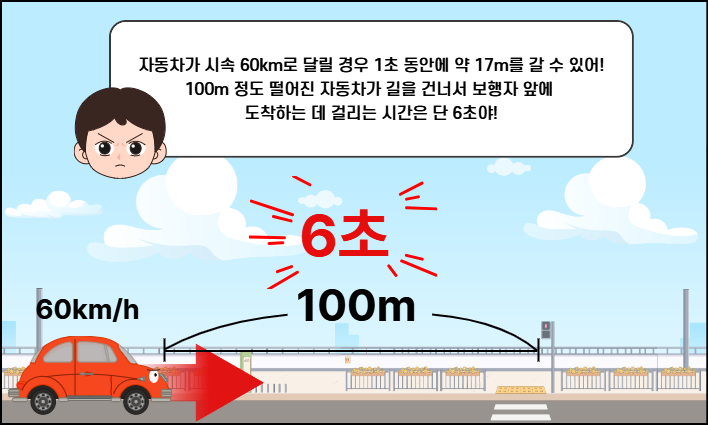 자동차가 시속 60km로 달릴 경우 1초 동안에 약 17m를 갈 수 있어!
100m 정도 떨어진 자동차가 길을 건너서 보행자 앞에
도착하는 데 걸리는 시간은 단 6초야!
6초
100m
60km/h